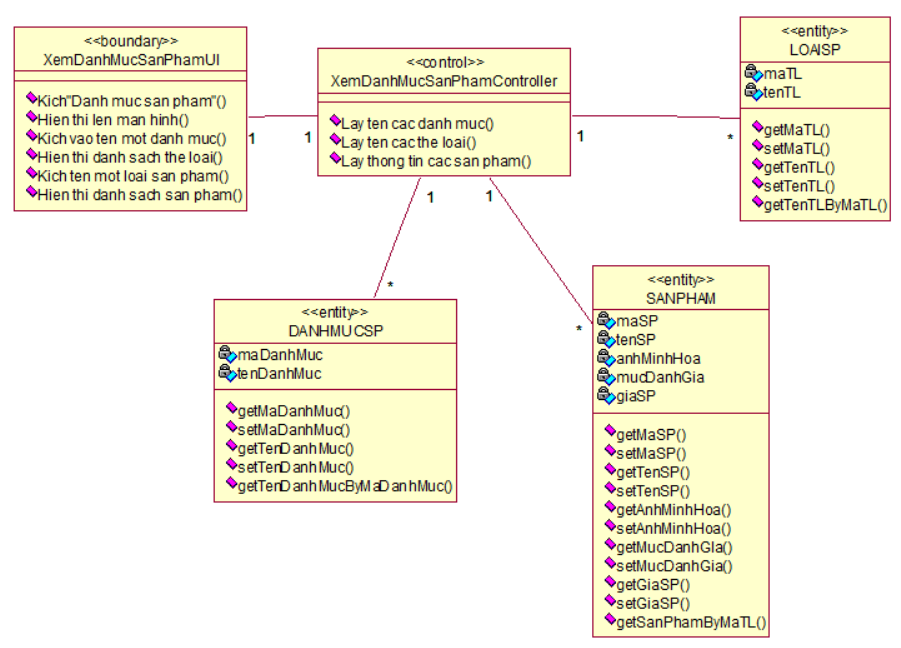 <<boundary>>
XemDanhMucSanPhamUI
Kich"Danh muc san pham"()
Hien thi len man hinh()
Kich vao ten mot danh muc()
Hien thi danh sach the loai()
Kich ten mot loai san pham()
Hien thi danh sach san pham()
1
1
<<control>>
XemDanhMucSanPhamController
Lay ten cac danh muc()
Lay ten cac the loai()
Lay thong tin cac san pham()
1
*
<<entity>>
LOAISP
maTL
tenTL
getMaTL()
setMaTL()
getTenTL()
setTenTL()
getTenTLByMaTL()
1
*
1
*
<<entity>>
DANHMUCSP
maDanhMuc
tenDanhMuc
getMaDanhMuc()
setMaDanhMuc()
getTenDanhMuc()
setTenDanhMuc()
getTenDanhMucByMaDanhMuc()
<<entity>>
SANPHAM
maSP
tenSP
anhMinhHoa
mucDanhGia
giaSP
getMaSP()
setMaSP()
getTenSP()
setTenSP()
getAnhMinhHoa()
setAnhMinhHoa()
getMucDanhGIa()
setMucDanhGia()
getGiaSP()
setGiaSP()
getSanPhamByMaTL()